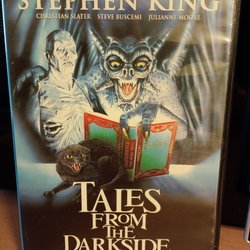 STEPHEN KING
CHRISTIAN SLATER STEVE BUSCEMI JULIANNE MOORE
TALES
FROM
THE
DARKSIDE